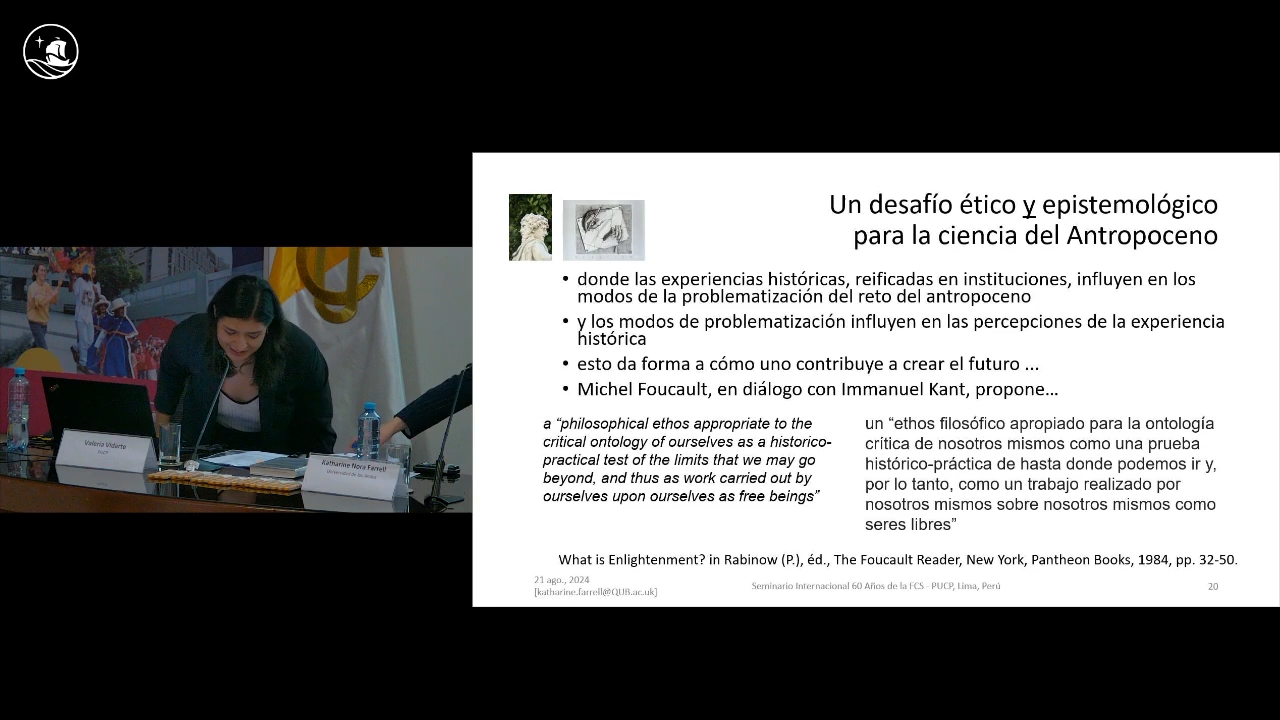 Un desafío ético y epistemológico
para la ciencia del Antropoceno
• donde las experiencias históricas, reificadas en instituciones, influyen en los
modos de la problematización del reto del antropoceno
• y los modos de problematización influyen en las percepciones de la experiencia
histórica
• esto da forma a cómo uno contribuye a crear el futuro ...
• Michel Foucault, en diálogo con Immanuel Kant, propone...
a “philosophical ethos appropriate to the
critical ontology of ourselves as a historico-
practical test of the limits that we may go
beyond, and thus as work carried out by
ourselves upon ourselves as free beings”
un “ethos filosófico apropiado para la ontología
crítica de nosotros mismos como una prueba
histórico-práctica de hasta donde podemos ir y,
por lo tanto, como un trabajo realizado por
nosotros mismos sobre nosotros mismos como
seres libres”
What is Enlightenment? in Rabinow (P.), éd., The Foucault Reader, New York, Pantheon Books, 1984, pp. 32-50.
21 ago., 2024
[katharine.farrell@QUB.ac.uk]
Seminario Internacional 60 Años de la FCS - PUCP, Lima, Perú
20
Valeria Vidarte
Katharine Nora Farrell